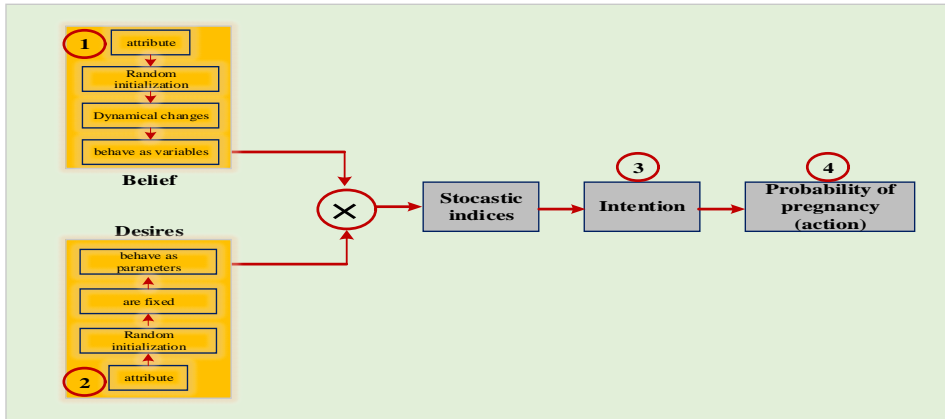 1
attribute
Random
initialization
Dynamical changes
behave as variables
Belief
Desires
behave as
parameters
are fixed
Random
initialization
2
attribute
×
Stocastic
indices
3
Intention
4
Probability of
pregnancy
(action)